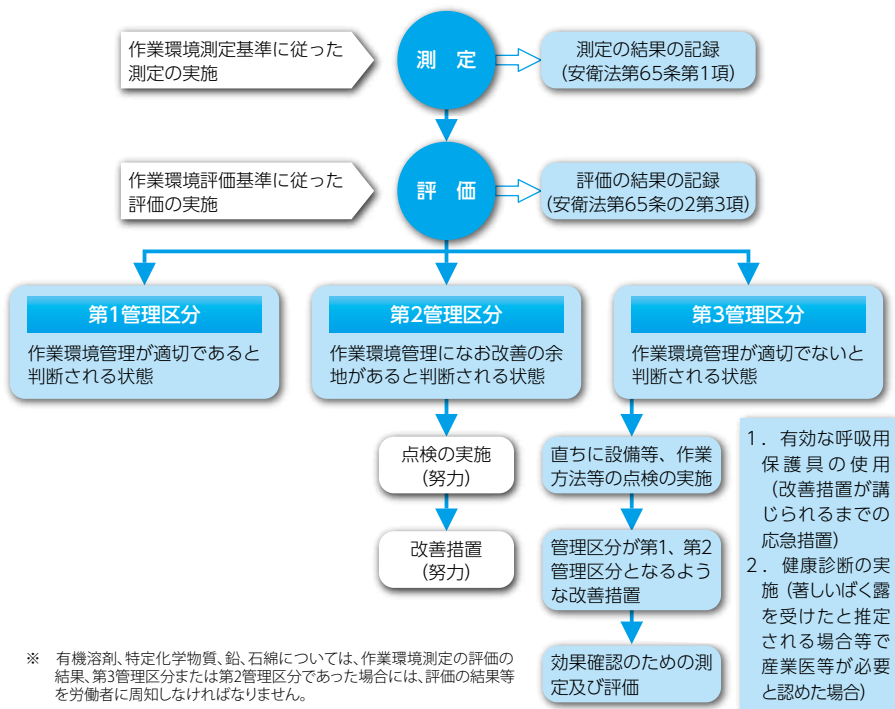 作業環境測定基準に従った
測定の実施
測 定
測定の結果の記録
(安衛法第65条第1項)
作業環境評価基準に従った
評価の実施
評 価
評価の結果の記録
(安衛法第65条の2第3項)
第1管理区分
作業環境管理が適切であると
判断される状態
第2管理区分
作業環境管理になお改善の余
地があると判断される状態
第3管理区分
作業環境管理が適切でないと
判断される状態
点検の実施
(努力)
改善措置
(努力)
直ちに設備等、作業
方法等の点検の実施
管理区分が第1、第2
管理区分となるよう
な改善措置
効果確認のための測
定及び評価
1．有効な呼吸用
保護具の使用
(改善措置が講
じられるまでの
応急措置)
2．健康診断の実
施(著しいばく露
を受けたと推定
される場合等で
産業医等が必要
と認めた場合)
※ 有機溶剤、特定化学物質、鉛、石綿については、作業環境測定の評価の
結果、第3管理区分または第2管理区分であった場合には、評価の結果等
を労働者に周知しなければなりません。